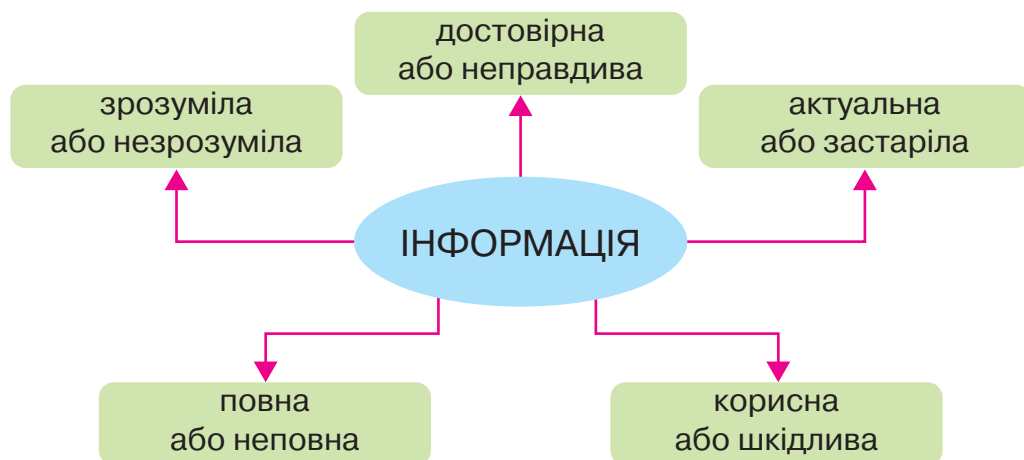 достовірна
або неправдива
зрозуміла
або незрозуміла
актуальна
або застаріла
ІНФОРМАЦІЯ
повна
або неповна
корисна
або шкідлива